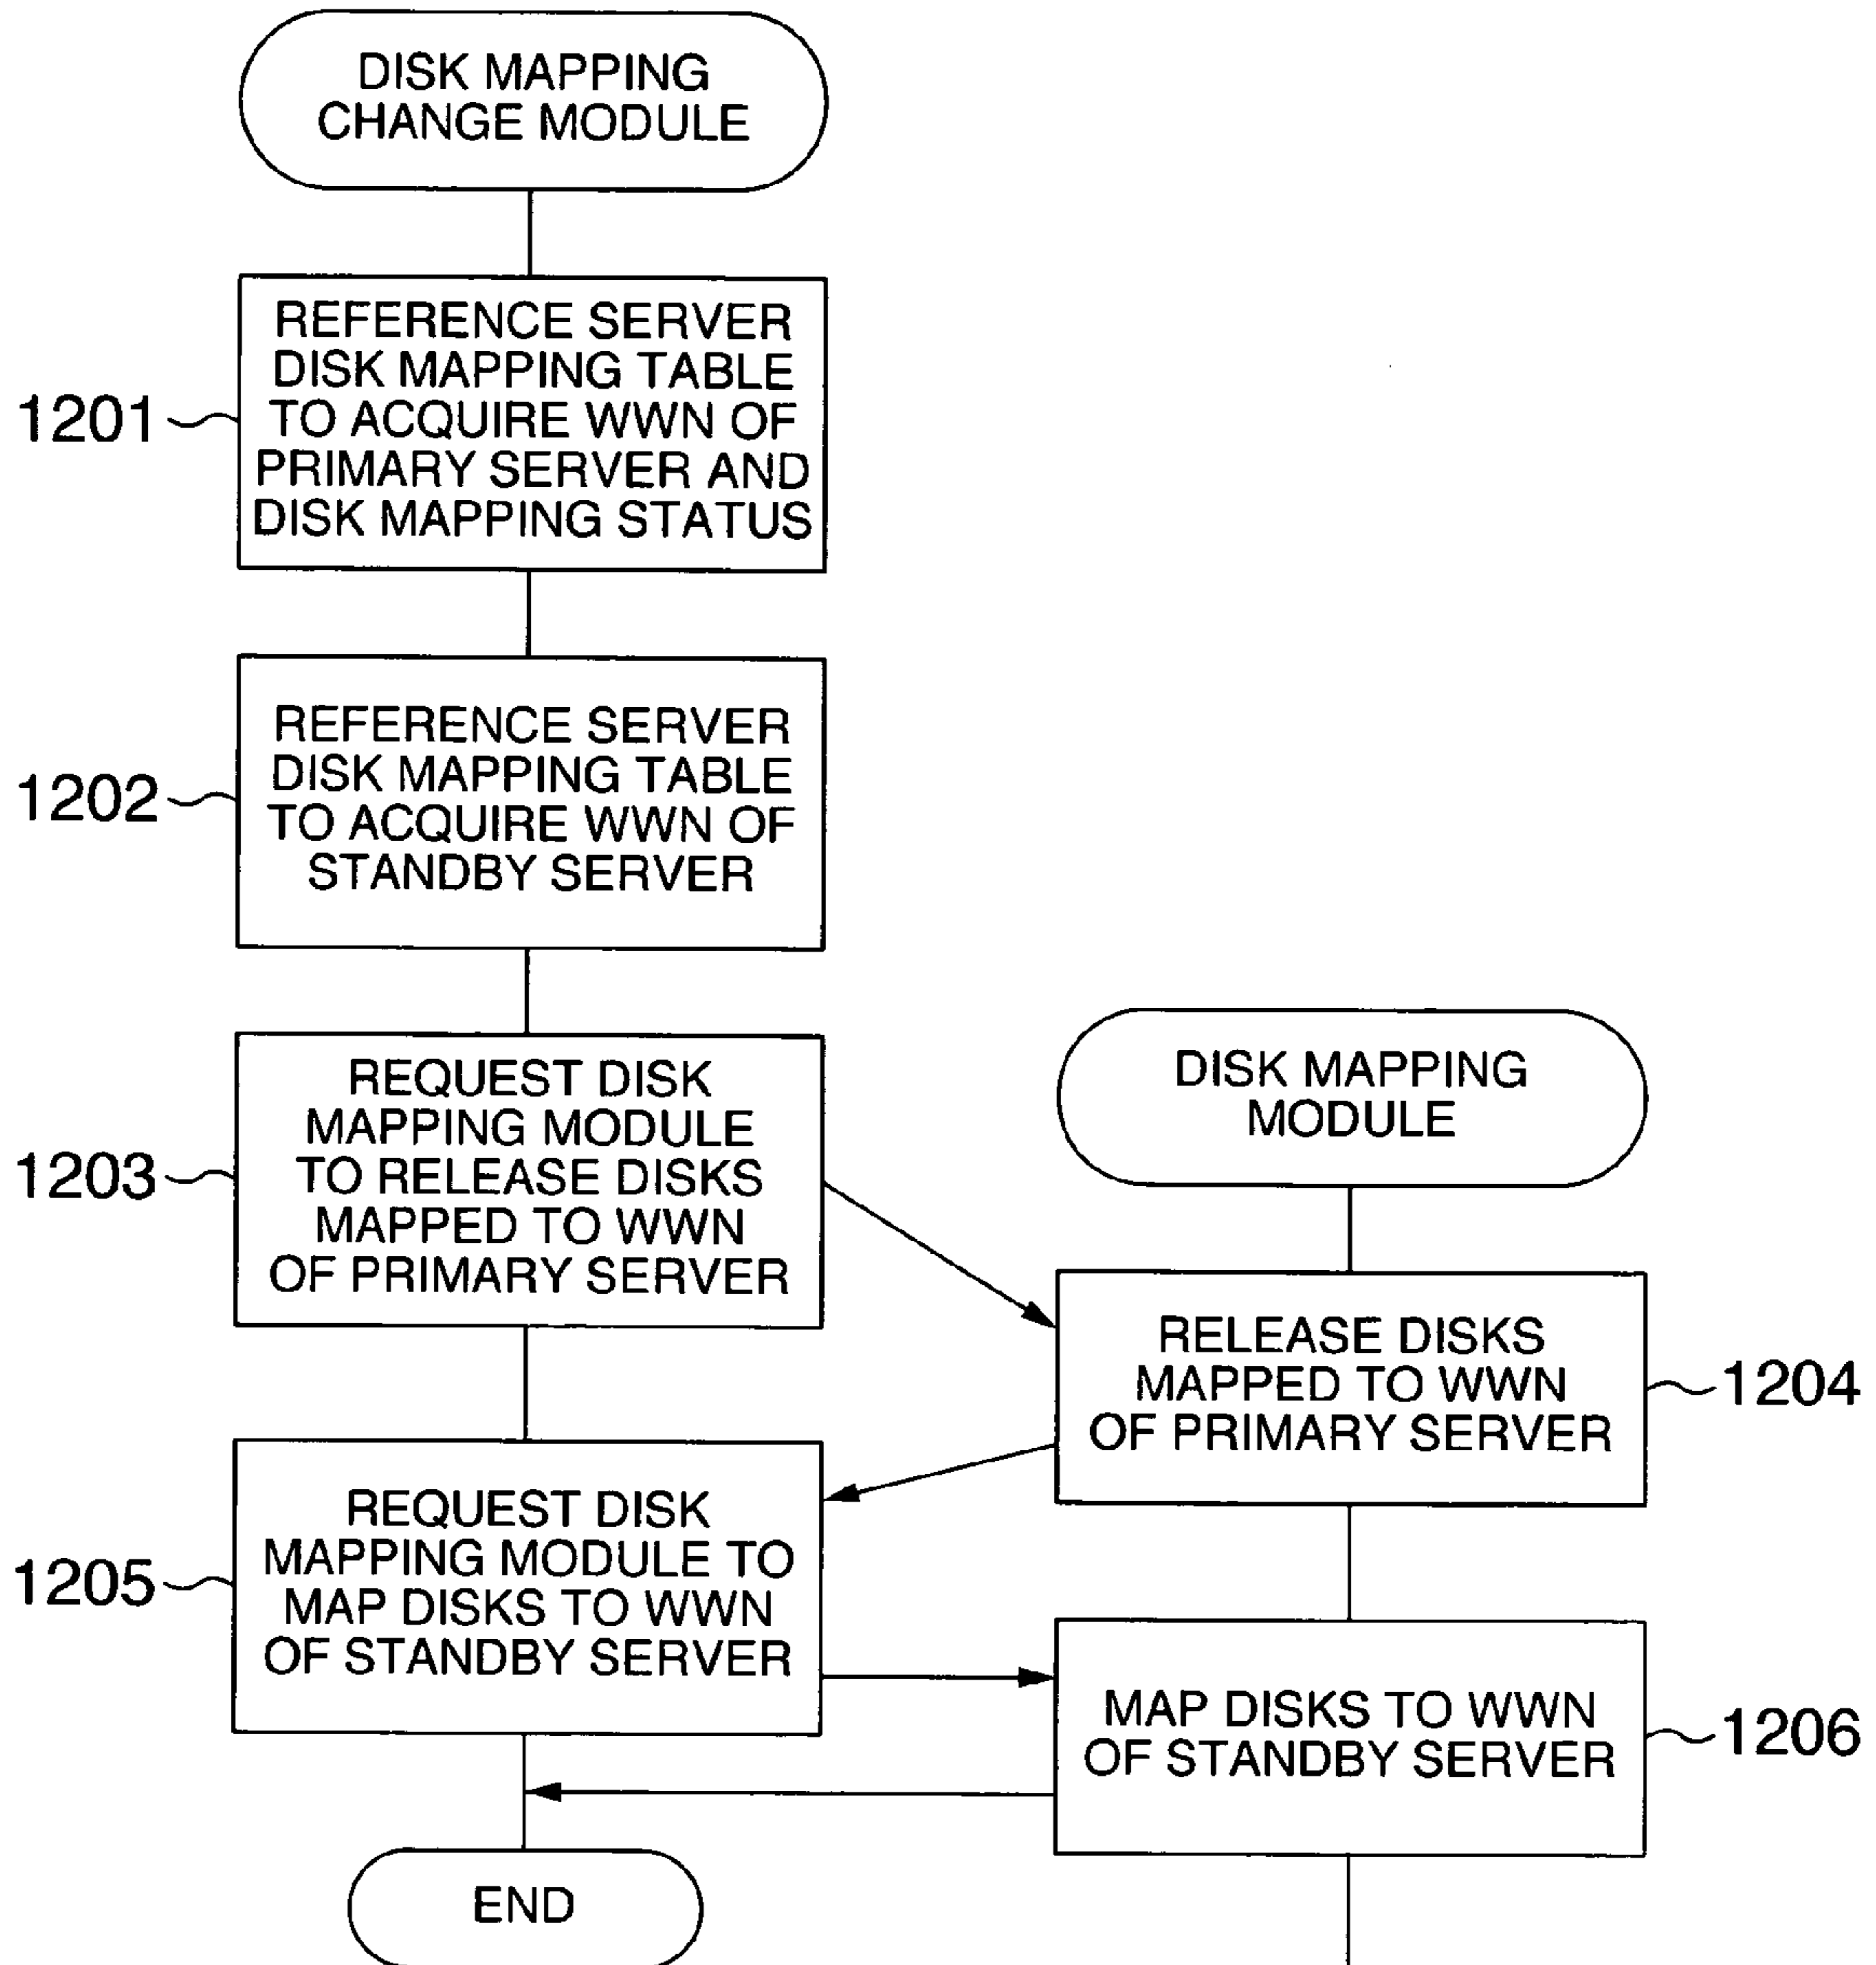 DISK MAPPING
CHANGE MODULE
1201
REFERENCE SERVER
DISK MAPPING TABLE
TO ACQUIRE WWN OF
PRIMARY SERVER AND
DISK MAPPING STATUS
1202
REFERENCE SERVER
DISK MAPPING TABLE
TO ACQUIRE WWN OF
STANDBY SERVER
1203
REQUEST DISK
MAPPING MODULE
TO RELEASE DISKS
MAPPED TO WWN
OF PRIMARY SERVER
DISK MAPPING
MODULE
RELEASE DISKS
MAPPED TO WWN
OF PRIMARY SERVER
1204
1205
REQUEST DISK
MAPPING MODULE TO
MAP DISKS TO WWN
OF STANDBY SERVER
MAP DISKS TO WWN
OF STANDBY SERVER
1206
END